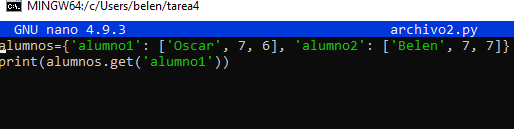 MINGW64:/c/Users/belen/tarea4
GNU nano 4.9.3 archivo2.py
alumnos={'alumno1': ['Oscar', 7, 6], 'alumno2': ['Belen', 7, 7]}
print(alumnos.get('alumno1'))